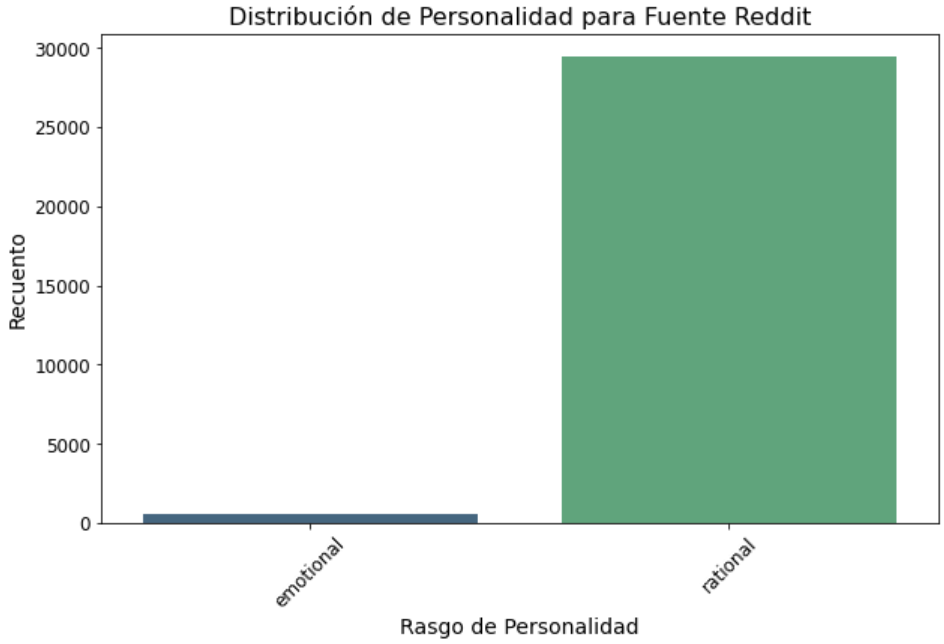 Distribución de Personalidad para Fuente Reddit
30000
25000
20000
15000
10000
5000
0
Recuento
emotional
rational
Rasgo de Personalidad